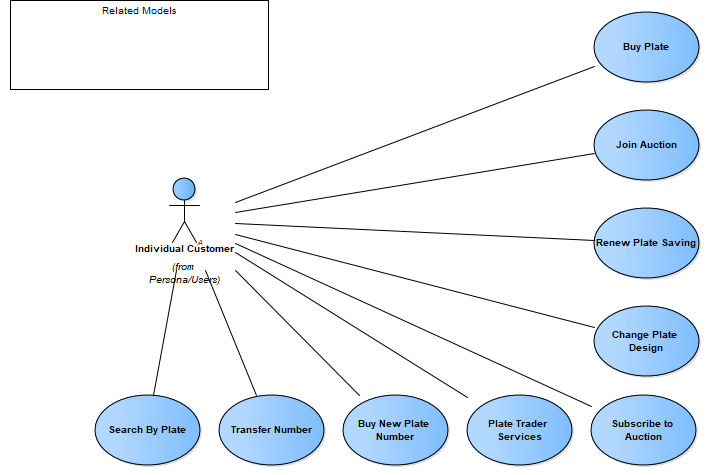 Related Models
Buy Plate
Join Auction
A
Individual Customer
Renew Plate Saving
(from
Persona/Users)
Change Plate
Design
Search By Plate
Transfer Number
Buy New Plate
Number
Plate Trader
Services
Subscribe to
Auction